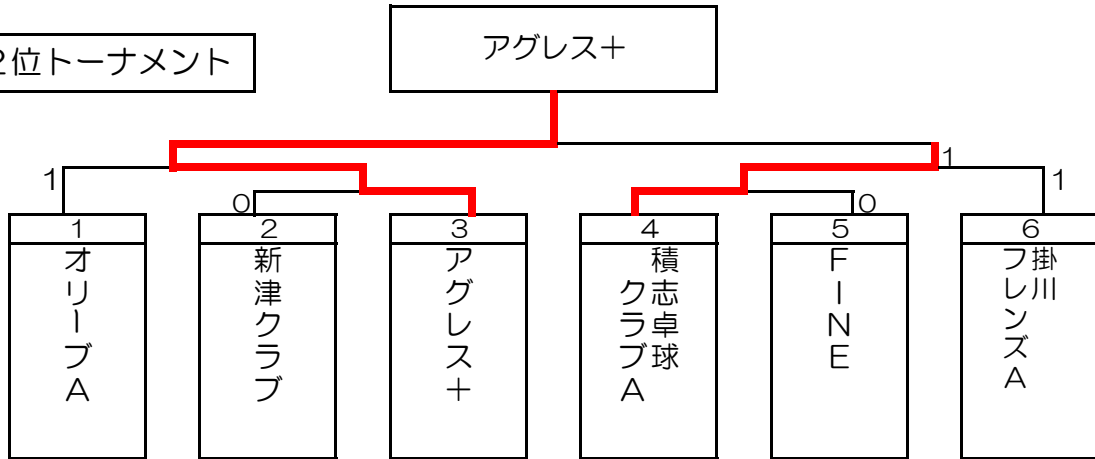 アグレス＋
２位トーナメント
1
1
1
0
0
1
2
3
4
5
6
オリーブＡ
新津クラブ
アグレス＋
積志卓球
クラブＡ
ＦＩＮＥ
掛川
フレンズＡ